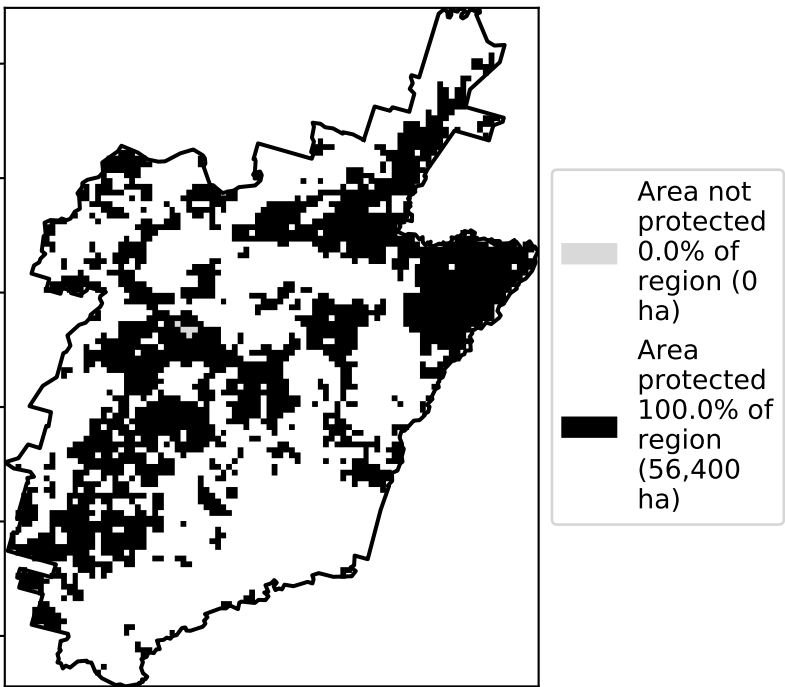 Area not
protected
0.0% of
region (0
ha)
Area
protected
100.0% of
region
(56,400
ha)